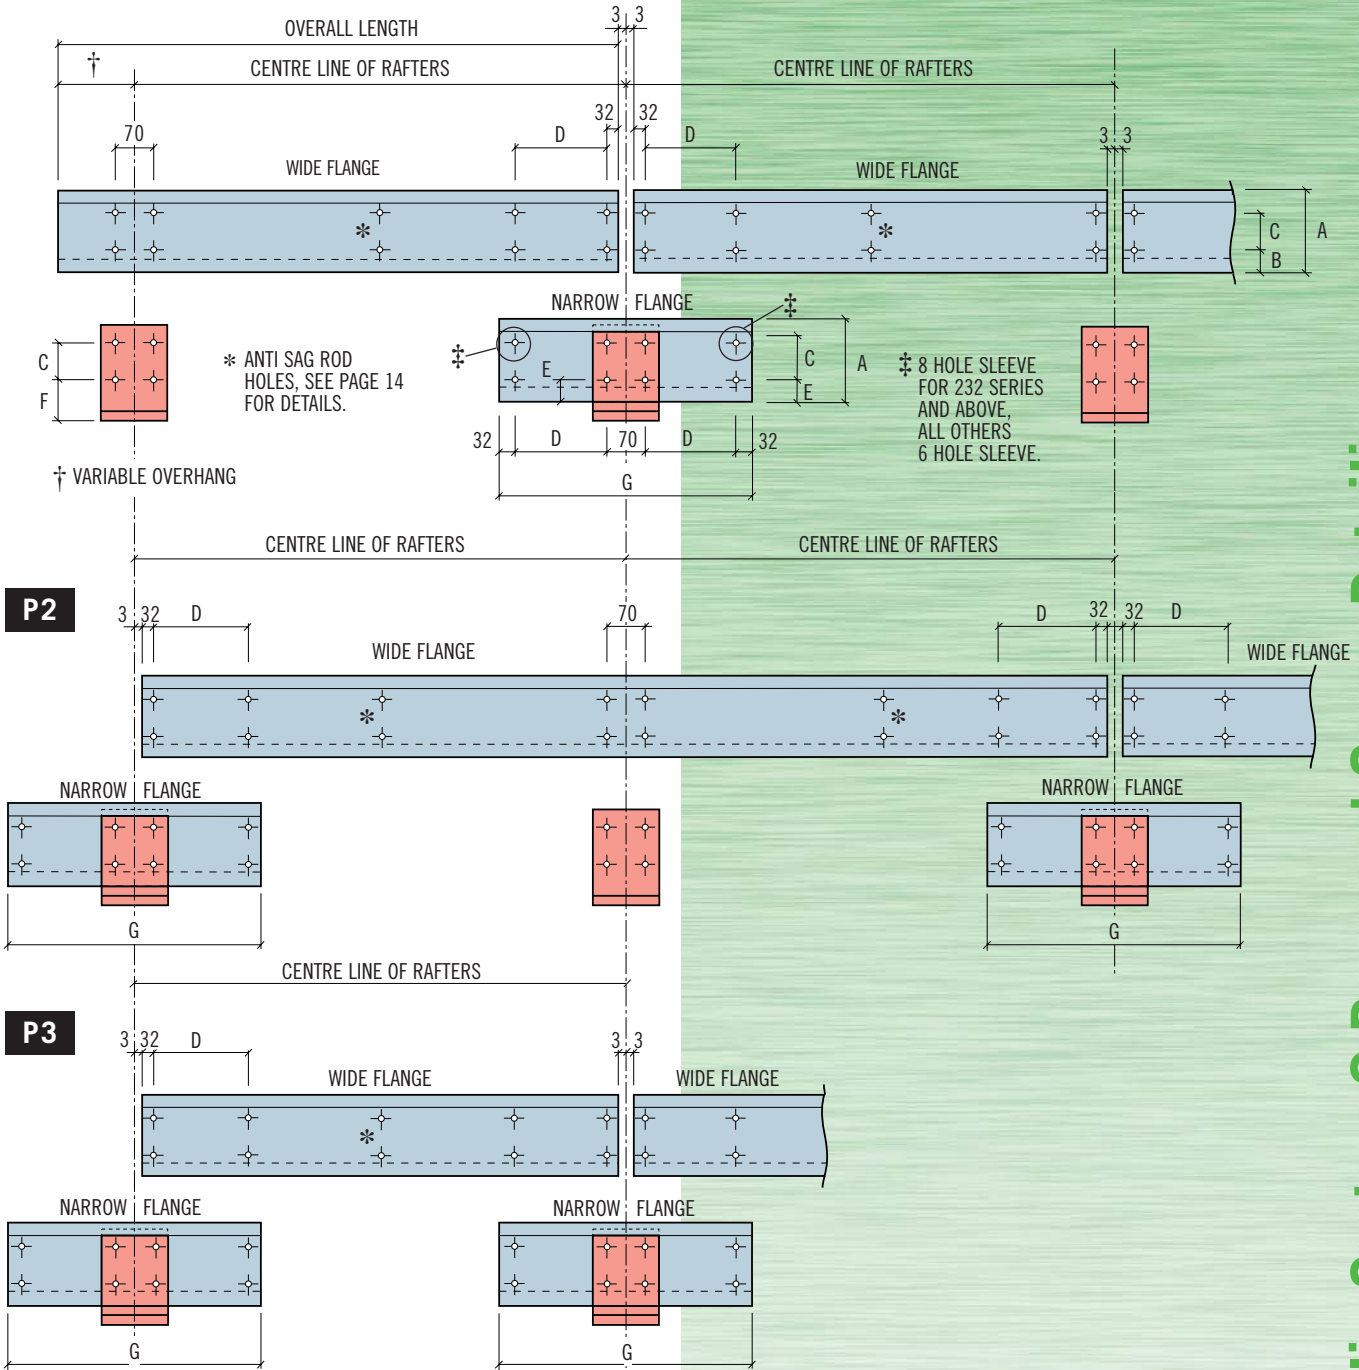 OVERALL LENGTH
3 3
†
CENTRE LINE OF RAFTERS
CENTRE LINE OF RAFTERS
70
D
32
32
D
3 3
WIDE FLANGE
WIDE FLANGE
*
*
C
B
A
NARROW FLANGE
‡
‡
C
F
* ANTI SAG ROD
HOLES, SEE PAGE 14
FOR DETAILS.
E
C
E
A
‡ 8 HOLE SLEEVE
FOR 232 SERIES
AND ABOVE,
ALL OTHERS
6 HOLE SLEEVE.
32
D
70
D
32
G
† VARIABLE OVERHANG
CENTRE LINE OF RAFTERS
CENTRE LINE OF RAFTERS
P2
3 32 D
70
D 32 32 D
WIDE FLANGE
WIDE FLANGE
*
*
NARROW FLANGE
NARROW FLANGE
G
G
CENTRE LINE OF RAFTERS
P3
3 32 D
3 3
WIDE FLANGE
WIDE FLANGE
*
NARROW FLANGE
NARROW FLANGE
G
G